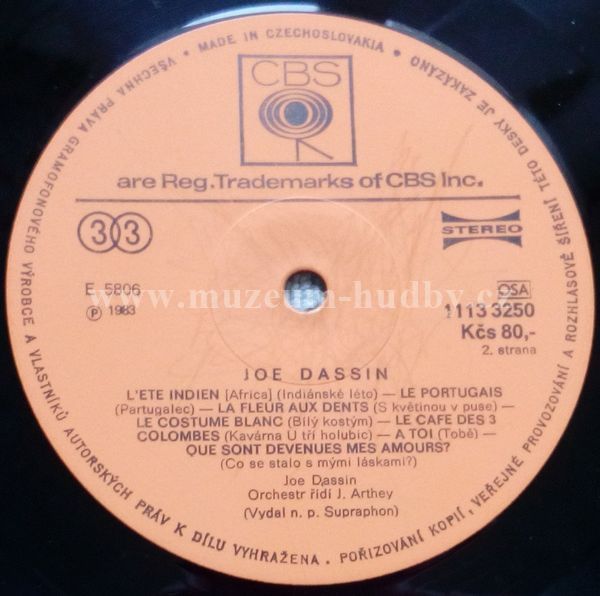 VŠECHNA PRÁVA GRAMOFONOVÉHO VÝROBCE A VLASTNÍKŮ AUTORSKÝCH PRÁV K DÍLU VYHRAŽENA. POŘIZOVÁNÍ KOPIÍ, VEŘEJNÉ PROVOZOVÁNÍ A ROZHLASOVÉ ŠÍŘENÍ TÉTO DESKY JE ZAKÁZÁNO • MADE IN CZECHOSLOVAKIA •
CBS
are Reg. Trademarks of CBS Inc.
33
STEREO
E 5806
OSA
www.muzeum-hudby.cz
℗ 1983
1113 3250
Kčs 80,-
2. strana
JOE DASSIN
L'ETE INDIEN [Africa] (Indiánské léto) — LE PORTUGAIS
(Partugalec) — LA FLEUR AUX DENTS (S květinou v puse) —
LE COSTUME BLANC (Bílý kostým) — LE CAFE DES 3
COLOMBES (Kavárna U tří holubic) — A TOI (Tobě) —
QUE SONT DEVENUES MES AMOURS?
(Co se stalo s mými láskami?)
Joe Dassin
Orchestr řídí J. Arthey
(Vydal n. p. Supraphon)